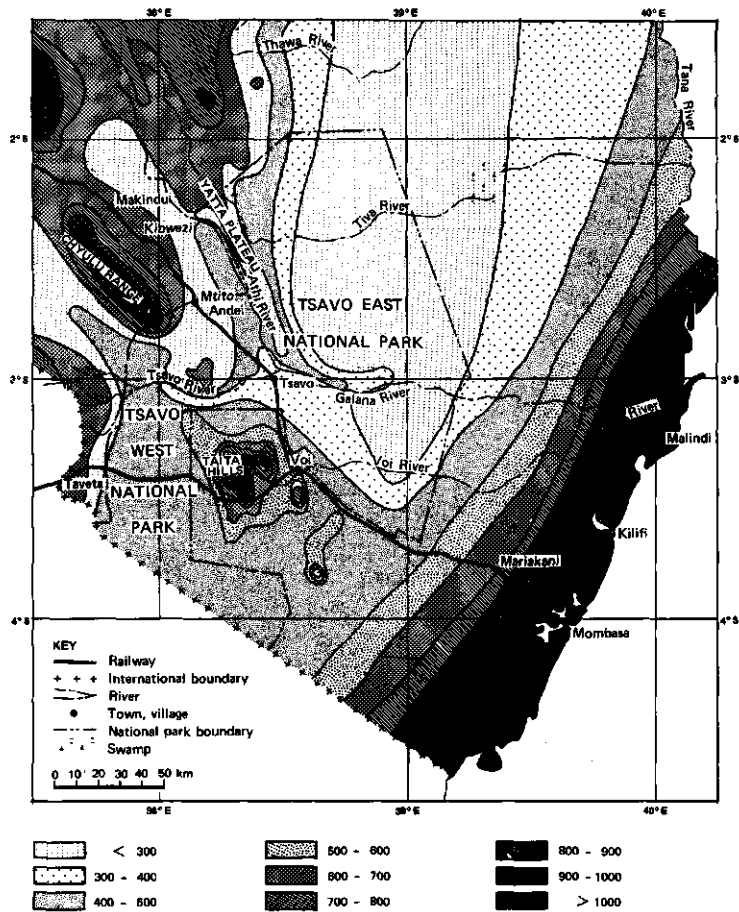 38° E
39° E
40° E
Thawa River
Tana River
2° S
Makindu
Kibwezi
YATTA PLATEAU
Tiva River
CHYULU RANGE
Athi River
Mtito Andei
TSAVO EAST
NATIONAL PARK
3° S
Tsavo River
Tsavo
Galana River
River
TSAVO
WEST
NATIONAL
PARK
TAITA HILLS
Voi
Voi River
Malindi
Taveta
Kilifi
Mariakani
4° S
Mombasa
KEY
Railway
International boundary
River
Town, village
National park boundary
Swamp
0 10 20 30 40 50 km
38° E
39° E
40° E
< 300
500 - 600
800 - 900
300 - 400
600 - 700
900 - 1000
400 - 500
700 - 800
> 1000